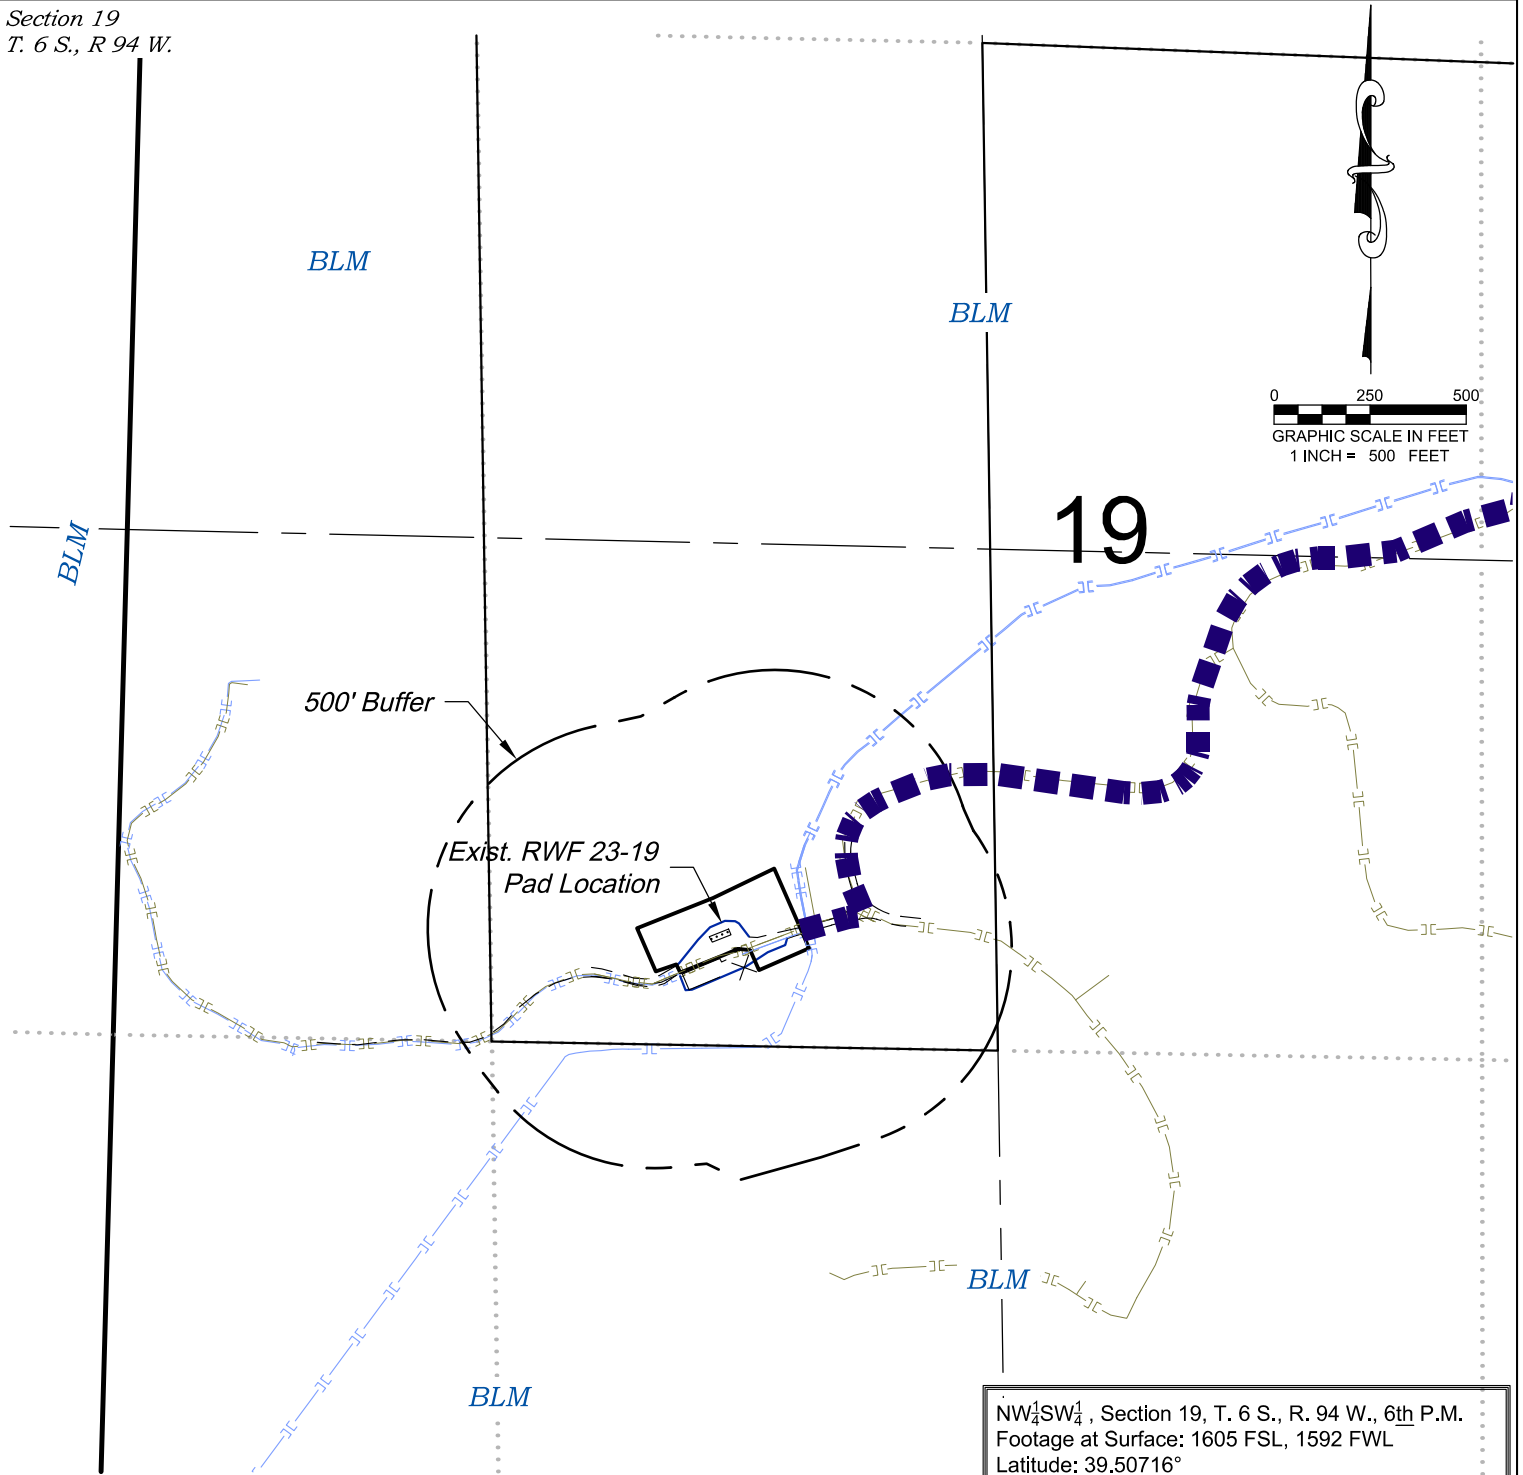 Section 19
T. 6 S., R 94 W.
BLM
BLM
0 250 500
GRAPHIC SCALE IN FEET
1 INCH = 500 FEET
19
BLM
500' Buffer
Exist. RWF 23-19
Pad Location
BLM
BLM
NW¼SW¼ , Section 19, T. 6 S., R. 94 W., 6th P.M.
Footage at Surface: 1605 FSL, 1592 FWL
Latitude: 39.50716°